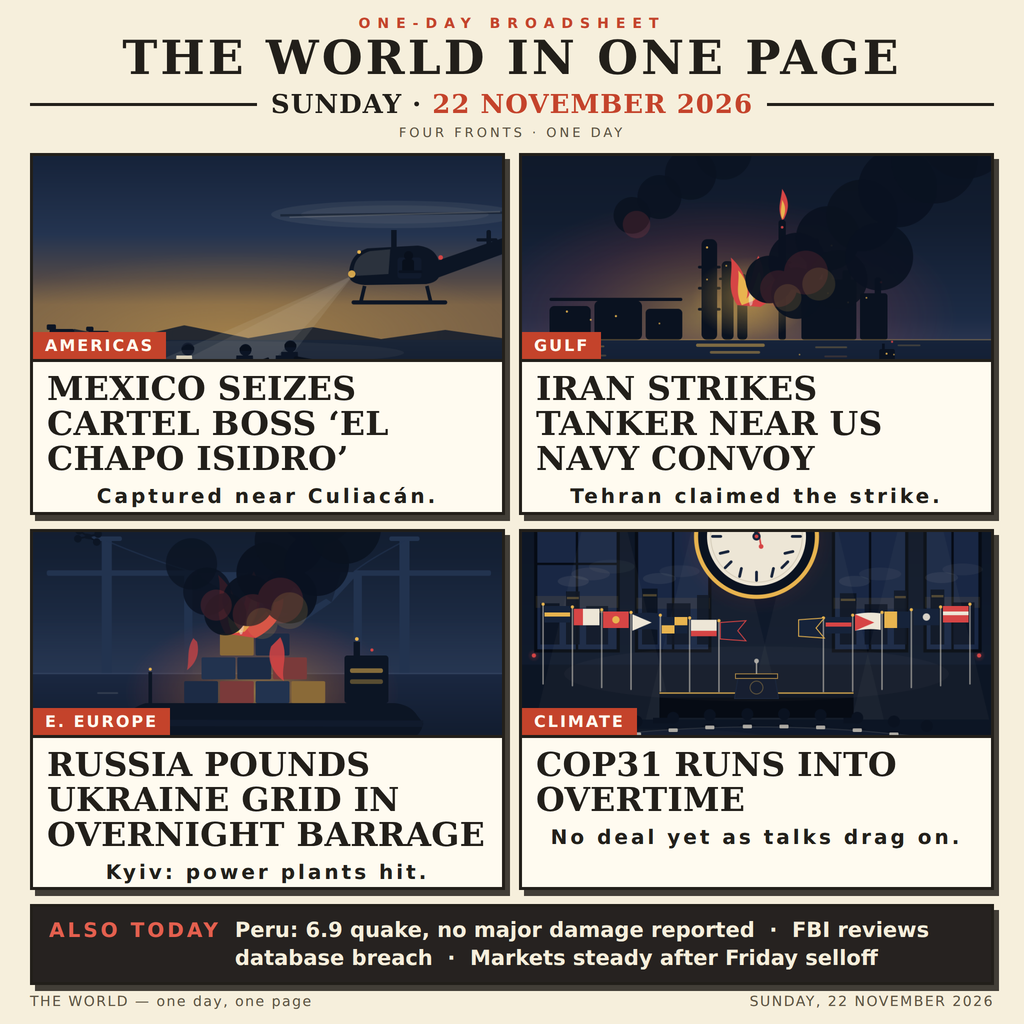 ONE-DAY BROADSHEET
THE WORLD IN ONE PAGE
SUNDAY · 22 NOVEMBER 2026
FOUR FRONTS · ONE DAY
AMERICAS
MEXICO SEIZES
CARTEL BOSS ‘EL
CHAPO ISIDRO’
Captured near Culiacán.
GULF
IRAN STRIKES
TANKER NEAR US
NAVY CONVOY
Tehran claimed the strike.
E. EUROPE
RUSSIA POUNDS
UKRAINE GRID IN
OVERNIGHT BARRAGE
Kyiv: power plants hit.
CLIMATE
COP31 RUNS INTO
OVERTIME
No deal yet as talks drag on.
ALSO TODAY Peru: 6.9 quake, no major damage reported · FBI reviews
database breach · Markets steady after Friday selloff
THE WORLD — one day, one page
SUNDAY, 22 NOVEMBER 2026